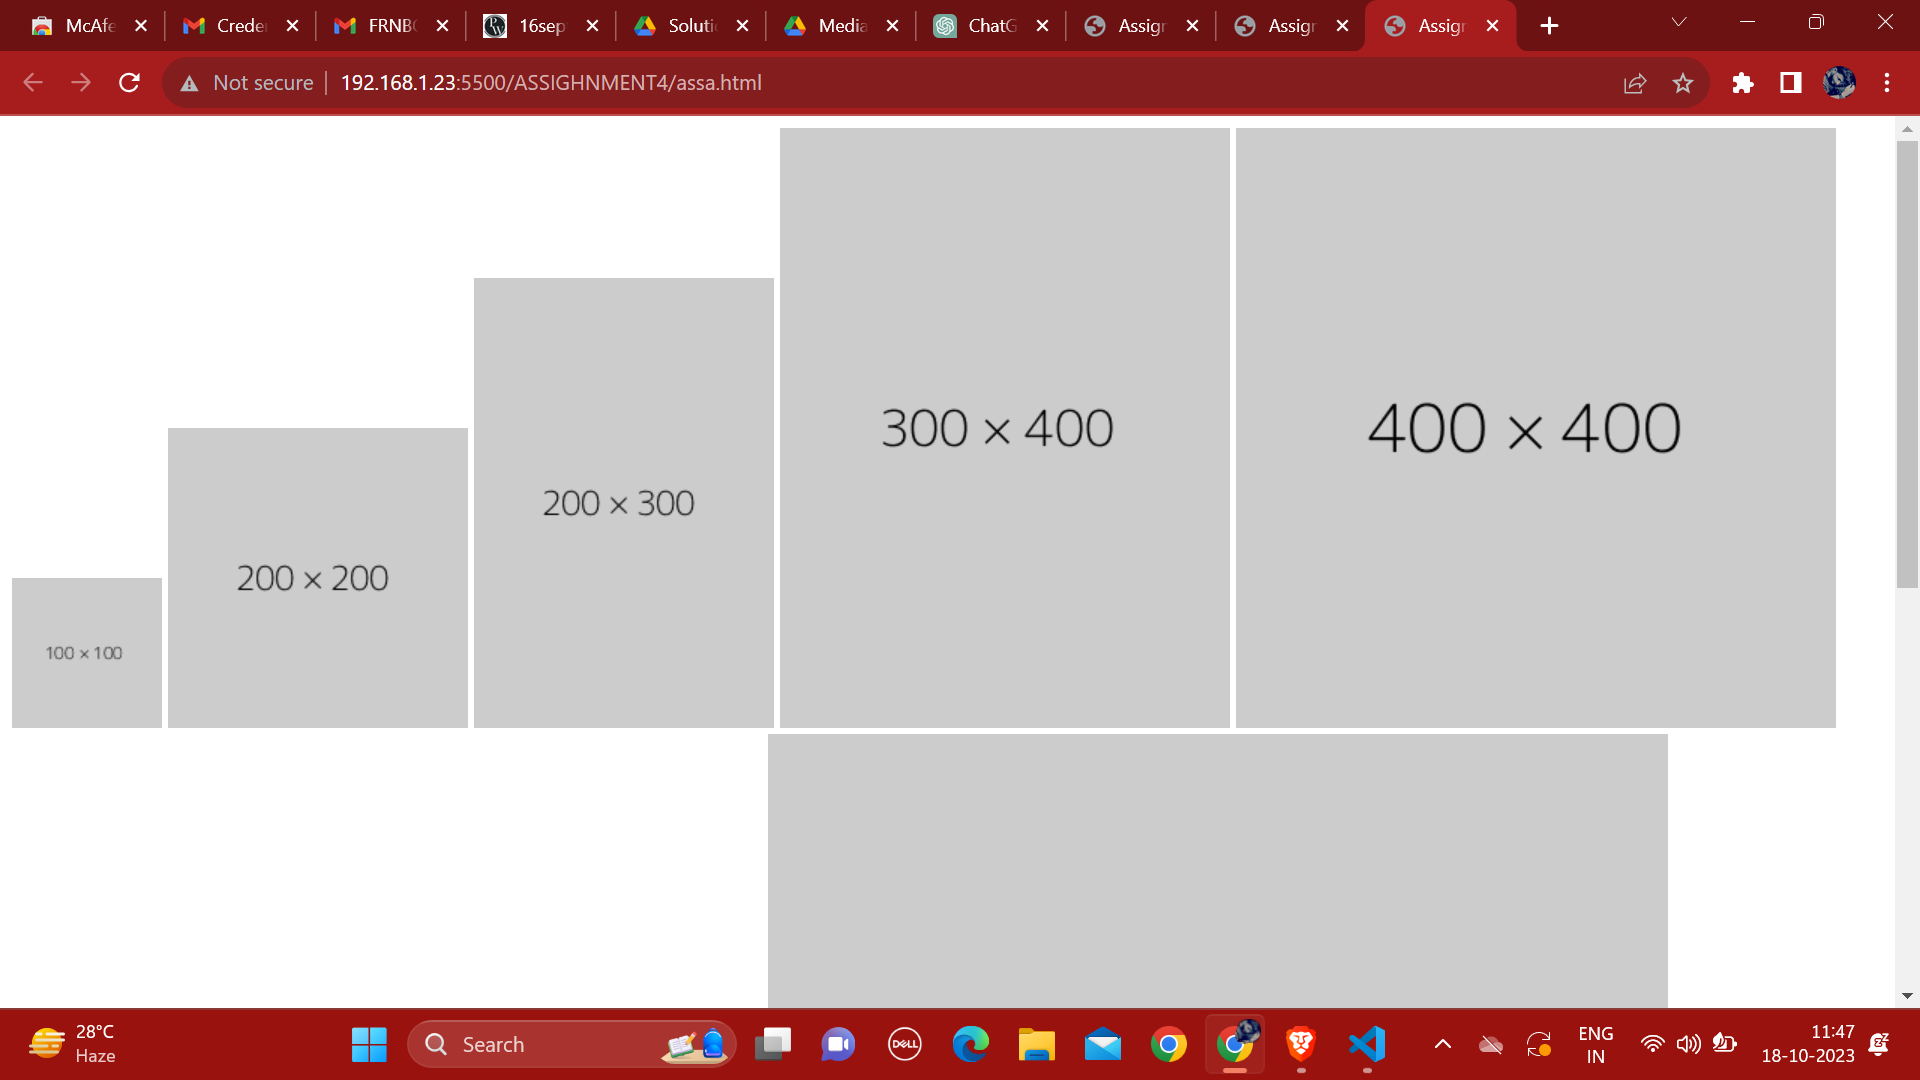 McAfe
Creder
FRNB
16sep
Soluti
Media
ChatG
Assigr
Assigr
Assigr
Not secure
192.168.1.23:5500/ASSIGHNMENT4/assa.html
300 × 400
400 × 400
200 × 300
200 × 200
100 × 100
28°C
Haze
Search
DELL
ENG
IN
11:47
18-10-2023